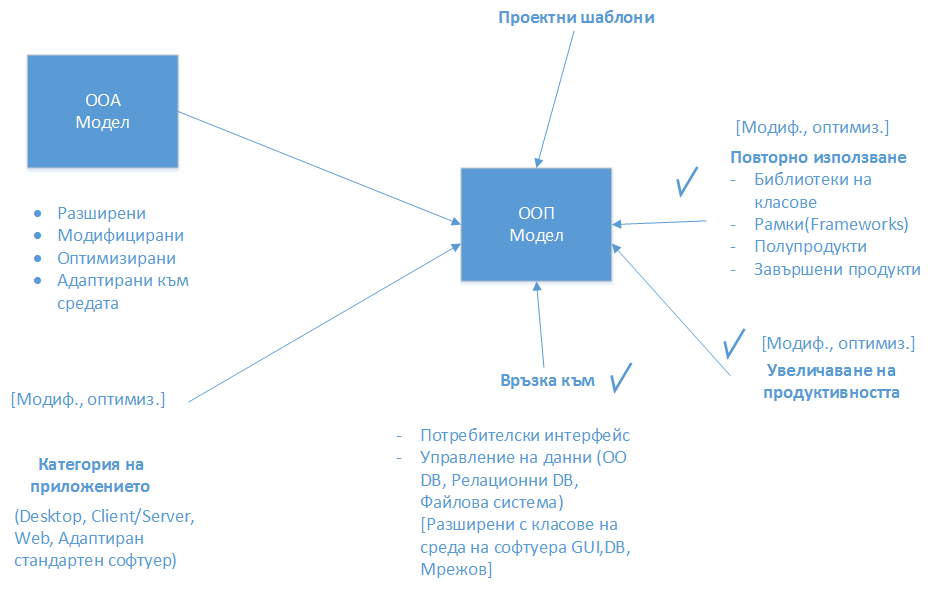 Проектни шаблони
ООА
Модел
Разширени
Модифицирани
Оптимизирани
Адаптирани към
средата
ООП
Модел
[Модиф., оптимиз.]
Повторно използване
- Библиотеки на
класове
- Рамки(Frameworks)
- Полупродукти
- Завършени продукти
[Модиф., оптимиз.]
Увеличаване на
продуктивността
Връзка към
- Потребителски интерфейс
- Управление на данни (ОО
DB, Релационни DB,
Файлова система)
[Разширени с класове на
среда на софтуера GUI,DB,
Мрежов]
[Модиф., оптимиз.]
Категория на
приложението
(Desktop, Client/Server,
Web, Адаптиран
стандартен софтуер)